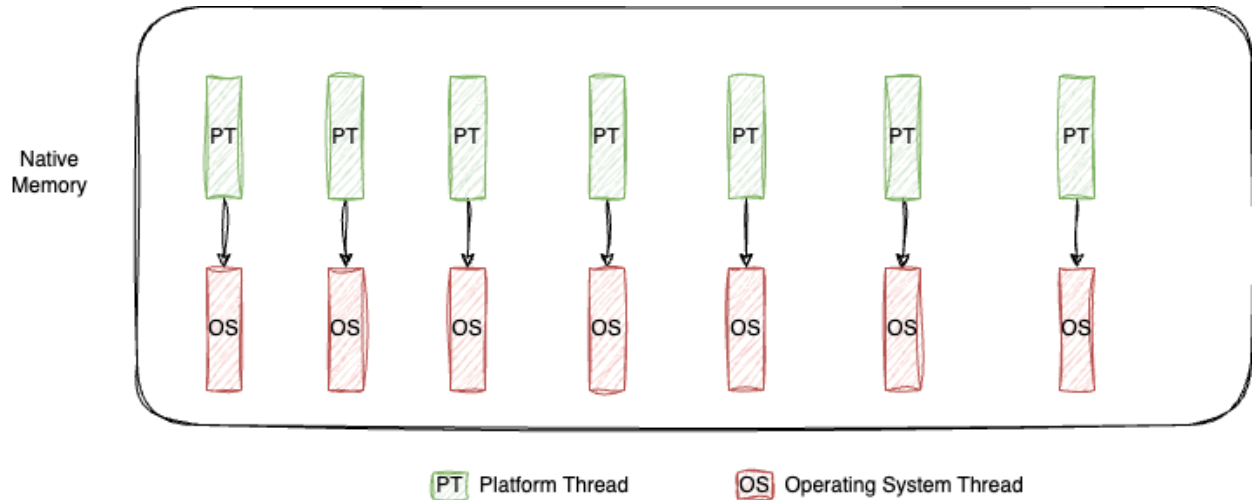 PT PT PT PT PT PT PT
Native
Memory
OS OS OS OS OS OS OS
PT Platform Thread OS Operating System Thread